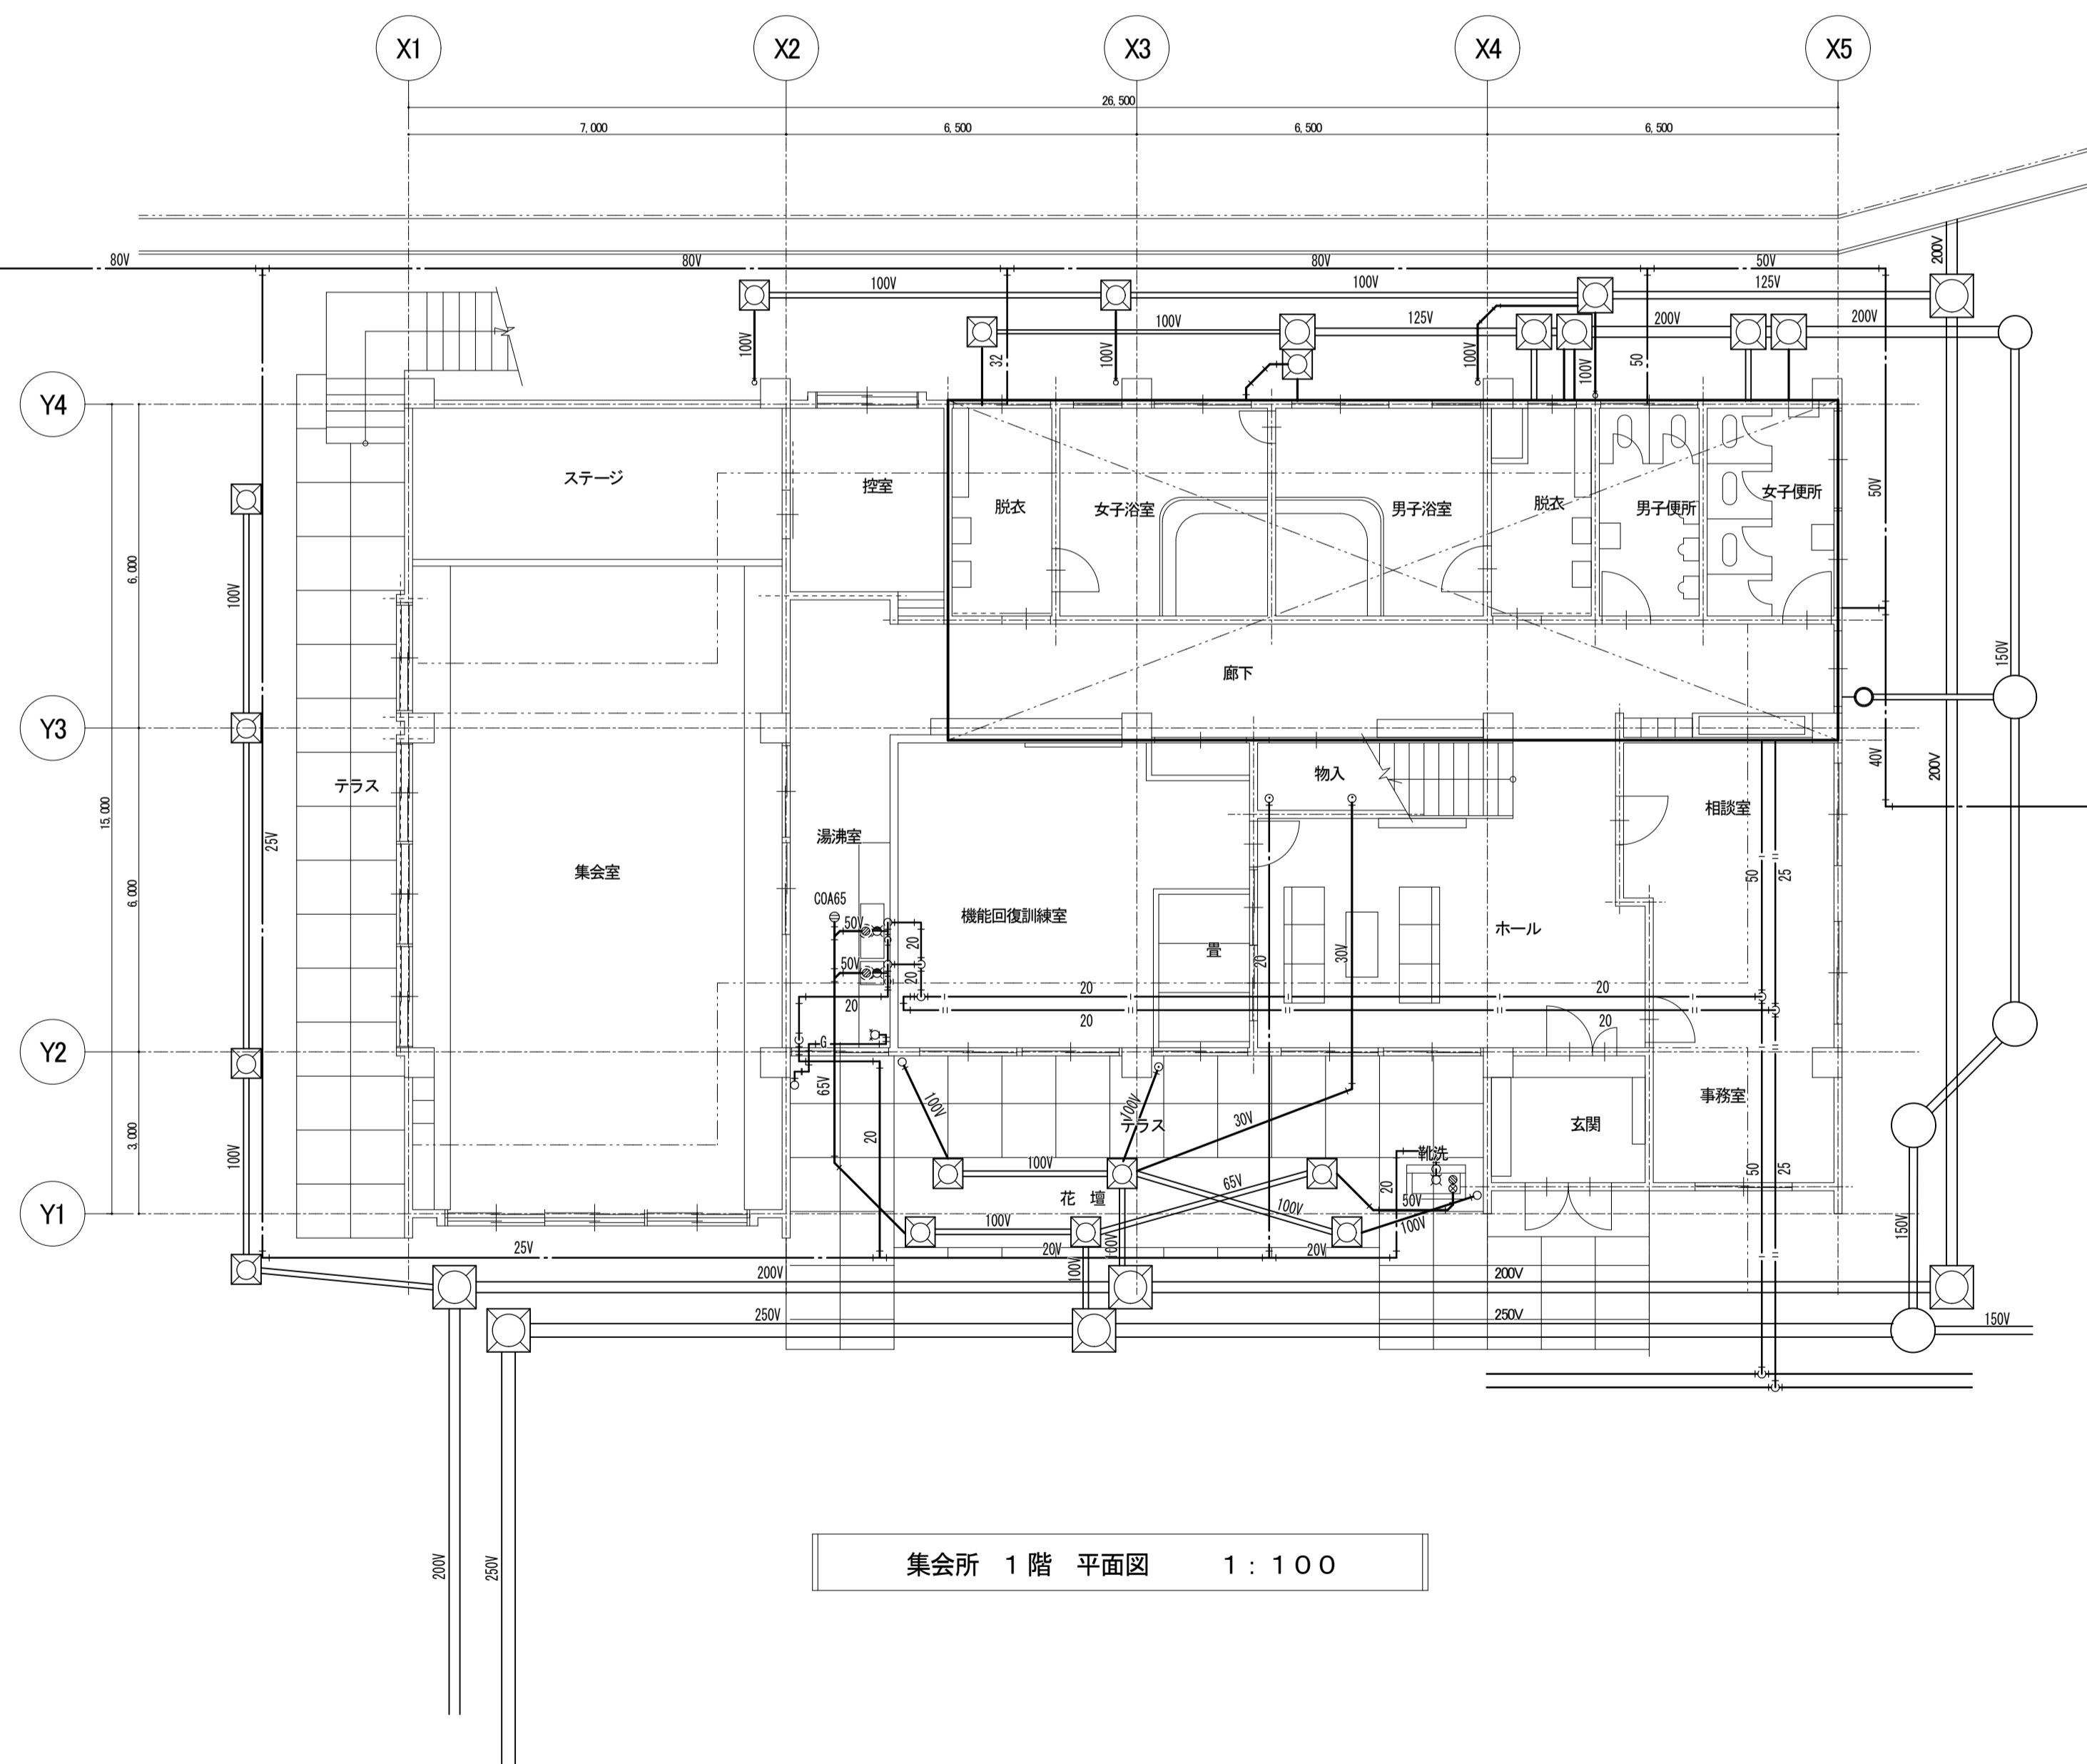 X1
X2
X3
X4
X5
26,500
7,000
6,500
6,500
6,500
80V
80V
80V
50V
200V
100V
100V
125V
100V
125V
200V
200V
100V
32
100V
100V
100V
50
Y4
ステージ
控室
脱衣
女子浴室
男子浴室
脱衣
男子便所
女子便所
50V
6,000
100V
廊下
150V
Y3
テラス
物入
相談室
40V
200V
15,000
25V
湯沸室
集会室
COA65
50V
50V
20
20
20
機能回復訓練室
畳
20
30V
ホール
50
25
6,000
20
20
20
20
Y2
G
65V
100V
100V
テラス
30V
玄関
事務室
3,000
100V
20
100V
花 壇
65V
100V
靴洗
20
50V
100V
50
25
Y1
100V
25V
20V
20V
100V
100V
150V
200V
200V
250V
250V
150V
200V
250V
集会所 1階 平面図 1:100